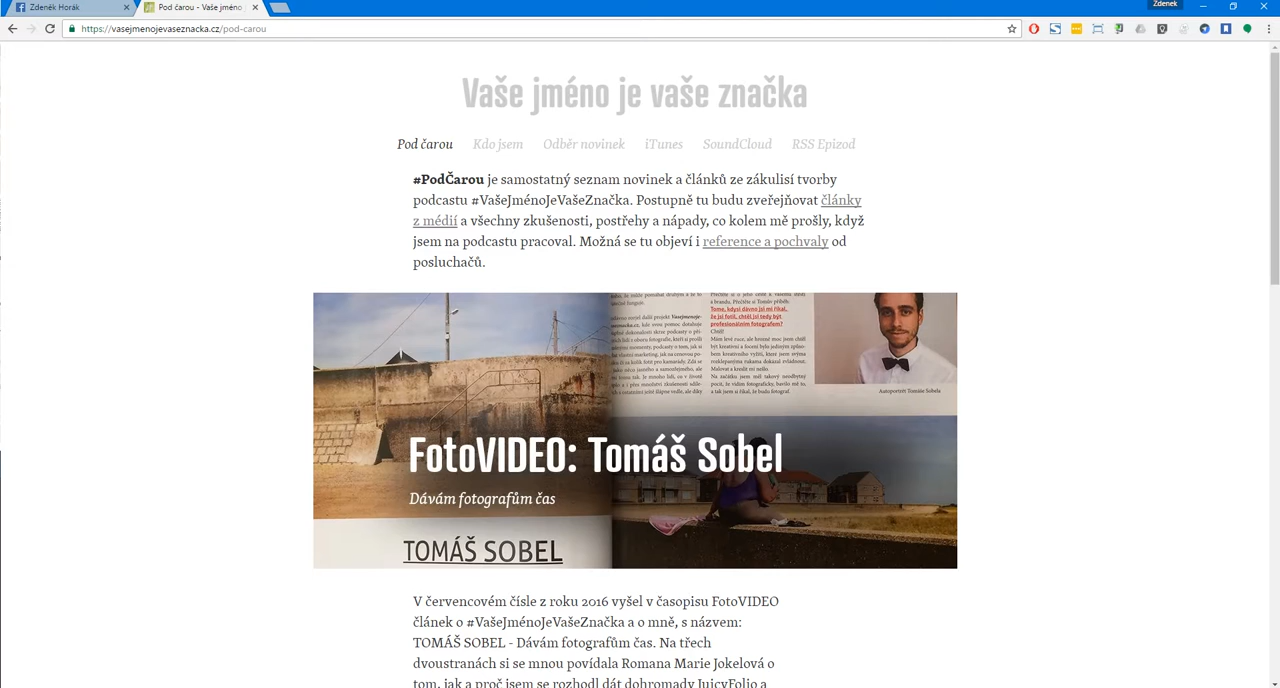 Zdeněk Horák
Pod čarou - Vaše jméno
Zdenek
https://vasejmenojevaseznacka.cz/pod-carou
Vaše jméno je vaše značka
Pod čarou Kdo jsem Odběr novinek iTunes SoundCloud RSS Epizod
#PodČarou je samostatný seznam novinek a článků ze zákulisí tvorby
podcastu #VašeJménoJeVašeZnačka. Postupně tu budu zveřejňovat články
z médií a všechny zkušenosti, postřehy a nápady, co kolem mě prošly, když
jsem na podcastu pracoval. Možná se tu objeví i reference a pochvaly od
posluchačů.
Tome, kdysi dávno jsi mi říkal,
že jsi fotil, chtěl jsi tedy být
profesionálním fotografem?
Autoportrét Tomáše Sobela
FotoVIDEO: Tomáš Sobel
Dávám fotografům čas
TOMÁŠ SOBEL
V červencovém čísle z roku 2016 vyšel v časopisu FotoVIDEO
článek o #VašeJménoJeVašeZnačka a o mně, s názvem:
TOMÁŠ SOBEL - Dávám fotografům čas. Na třech
dvoustranách si se mnou povídala Romana Marie Jokelová o
tom, jak a proč jsem se rozhodl dát dohromady JuicyFolio a